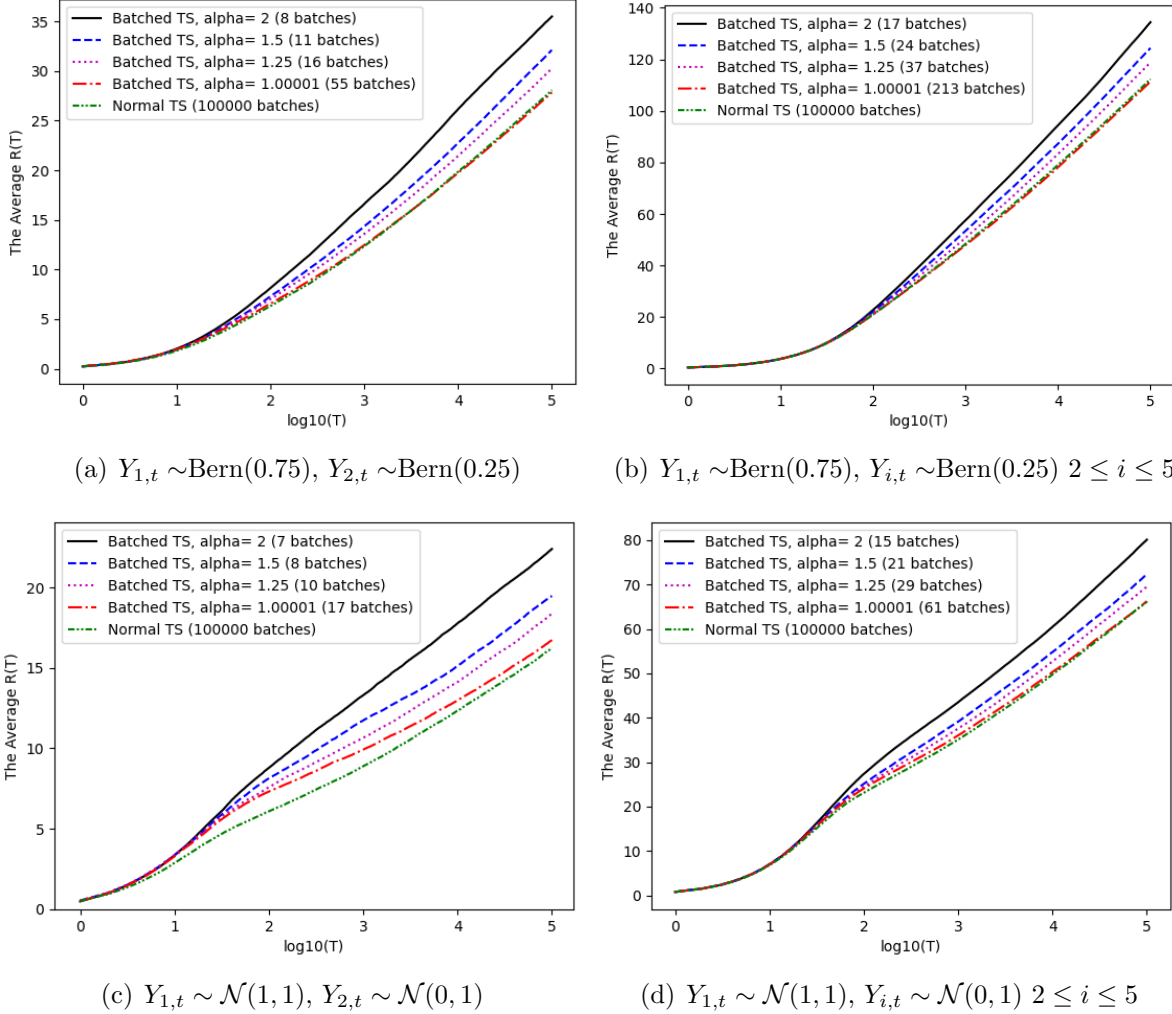 35
30
25
20
15
10
5
0
The Average R(T)
Batched TS, alpha= 2 (8 batches)
Batched TS, alpha= 1.5 (11 batches)
Batched TS, alpha= 1.25 (16 batches)
Batched TS, alpha= 1.00001 (55 batches)
Normal TS (100000 batches)
0 1 2 3 4 5
log10(T)
(a) Y1,t ∼Bern(0.75), Y2,t ∼Bern(0.25)
140
120
100
80
60
40
20
0
The Average R(T)
Batched TS, alpha= 2 (17 batches)
Batched TS, alpha= 1.5 (24 batches)
Batched TS, alpha= 1.25 (37 batches)
Batched TS, alpha= 1.00001 (213 batches)
Normal TS (100000 batches)
0 1 2 3 4 5
log10(T)
(b) Y1,t ∼Bern(0.75), Yi,t ∼Bern(0.25) 2 ≤ i ≤ 5
20
15
10
5
0
The Average R(T)
Batched TS, alpha= 2 (7 batches)
Batched TS, alpha= 1.5 (8 batches)
Batched TS, alpha= 1.25 (10 batches)
Batched TS, alpha= 1.00001 (17 batches)
Normal TS (100000 batches)
0 1 2 3 4 5
log10(T)
(c) Y1,t ∼ 𝒩(1, 1), Y2,t ∼ 𝒩(0, 1)
80
70
60
50
40
30
20
10
0
The Average R(T)
Batched TS, alpha= 2 (15 batches)
Batched TS, alpha= 1.5 (21 batches)
Batched TS, alpha= 1.25 (29 batches)
Batched TS, alpha= 1.00001 (61 batches)
Normal TS (100000 batches)
0 1 2 3 4 5
log10(T)
(d) Y1,t ∼ 𝒩(1, 1), Yi,t ∼ 𝒩(0, 1) 2 ≤ i ≤ 5